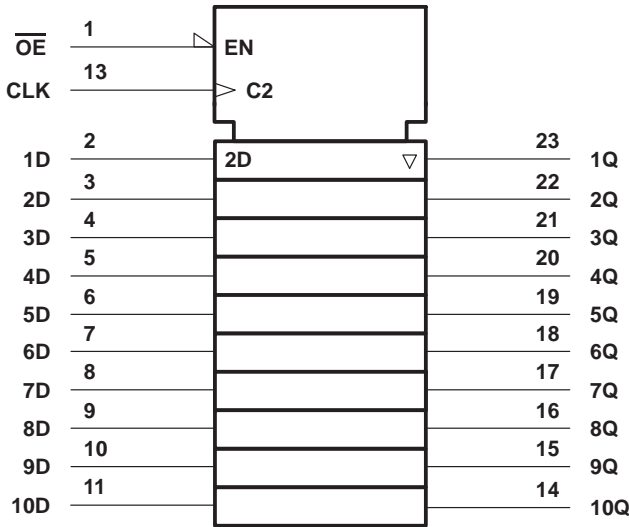 OE 1 EN
CLK 13 C2
1D 2 2D ▽ 23 1Q
2D 3 22 2Q
3D 4 21 3Q
4D 5 20 4Q
5D 6 19 5Q
6D 7 18 6Q
7D 8 17 7Q
8D 9 16 8Q
9D 10 15 9Q
10D 11 14 10Q